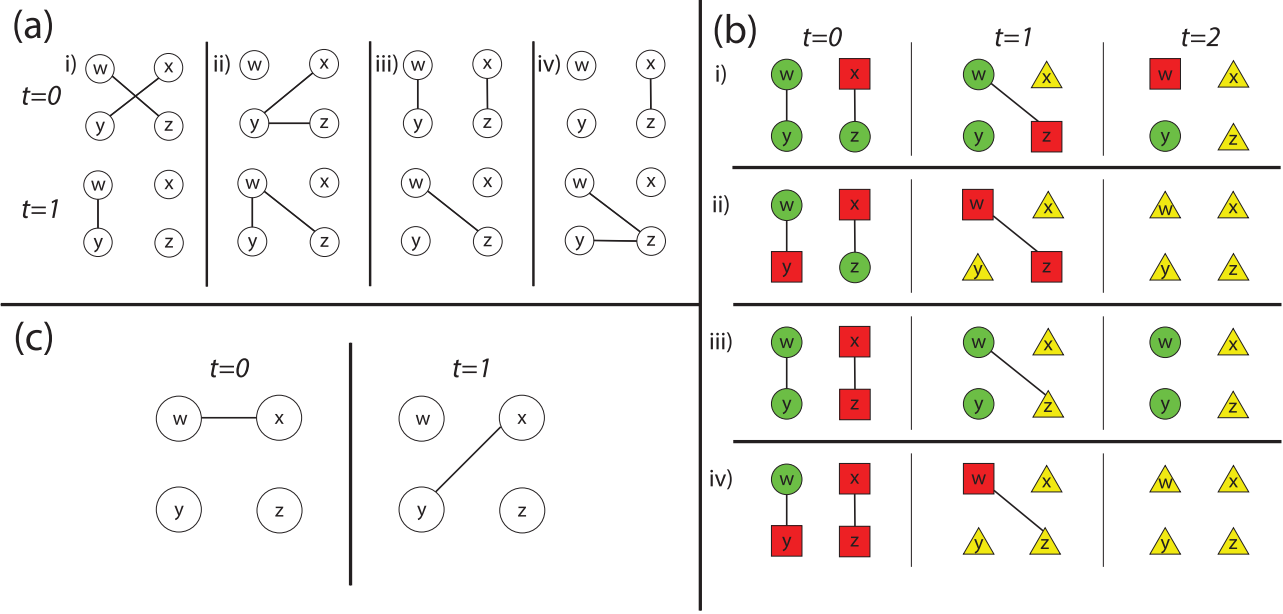 (a)
i) ii) iii) iv)
t=0
w x w x w x w x
y z y z y z y z
t=1
w x w x w x w x
y z y z y z y z
(b)
t=0 t=1 t=2
i)
w x w x w x
y z y z y z
ii)
w x w x w x
y z y z y z
iii)
w x w x w x
y z y z y z
iv)
w x w x w x
y z y z y z
(c)
t=0 t=1
w x w x
y z y z